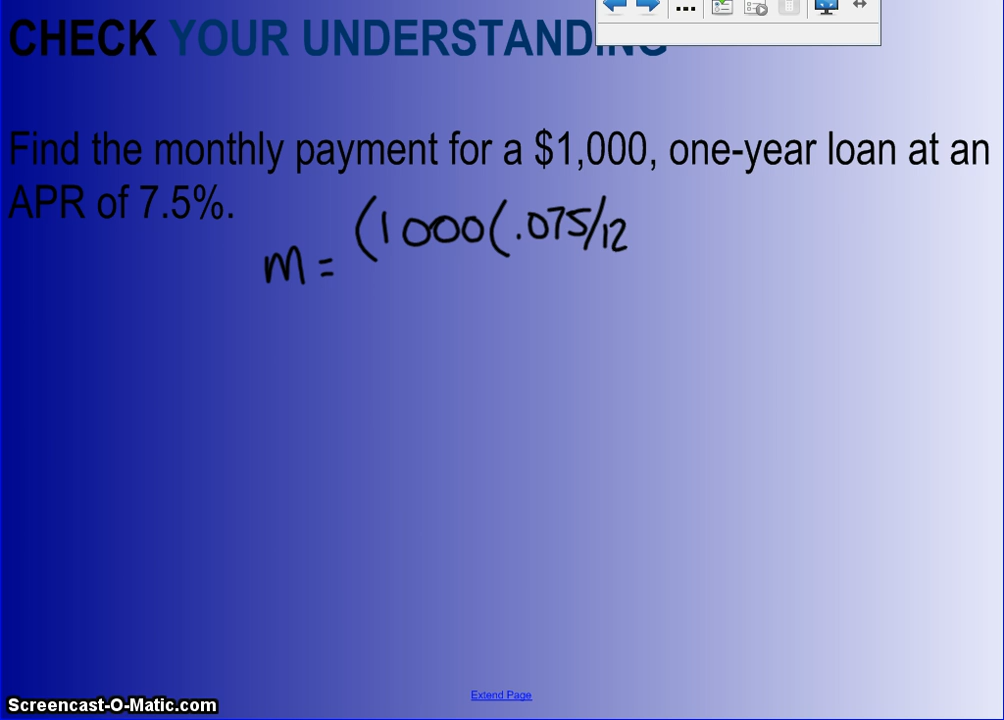 CHECK YOUR UNDERSTANDING
Find the monthly payment for a $1,000, one-year loan at an
APR of 7.5%.
m = (1000(.075/12
Extend Page
Screencast-O-Matic.com